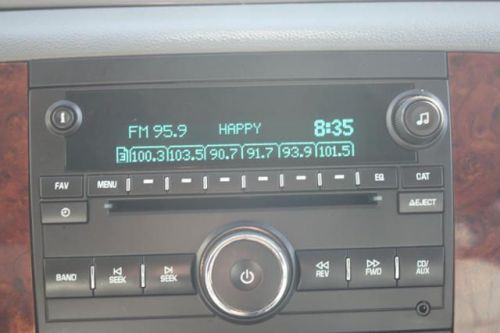 FM 95.9 HAPPY 8:35
3 100.3 103.5 90.7 91.7 93.9 101.5
FAV MENU EQ CAT
EJECT
BAND SEEK SEEK REV FWD CD/AUX